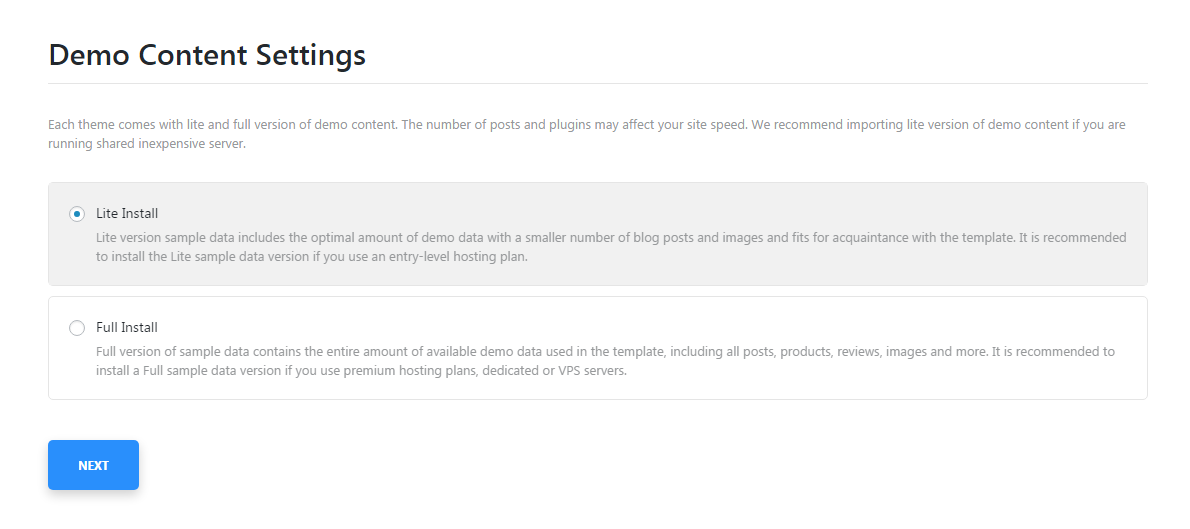 Demo Content Settings
Each theme comes with lite and full version of demo content. The number of posts and plugins may affect your site speed. We recommend importing lite version of demo content if you are
running shared inexpensive server.
Lite Install
Lite version sample data includes the optimal amount of demo data with a smaller number of blog posts and images and fits for acquaintance with the template. It is recommended
to install the Lite sample data version if you use an entry-level hosting plan.
Full Install
Full version of sample data contains the entire amount of available demo data used in the template, including all posts, products, reviews, images and more. It is recommended to
install a Full sample data version if you use premium hosting plans, dedicated or VPS servers.
NEXT